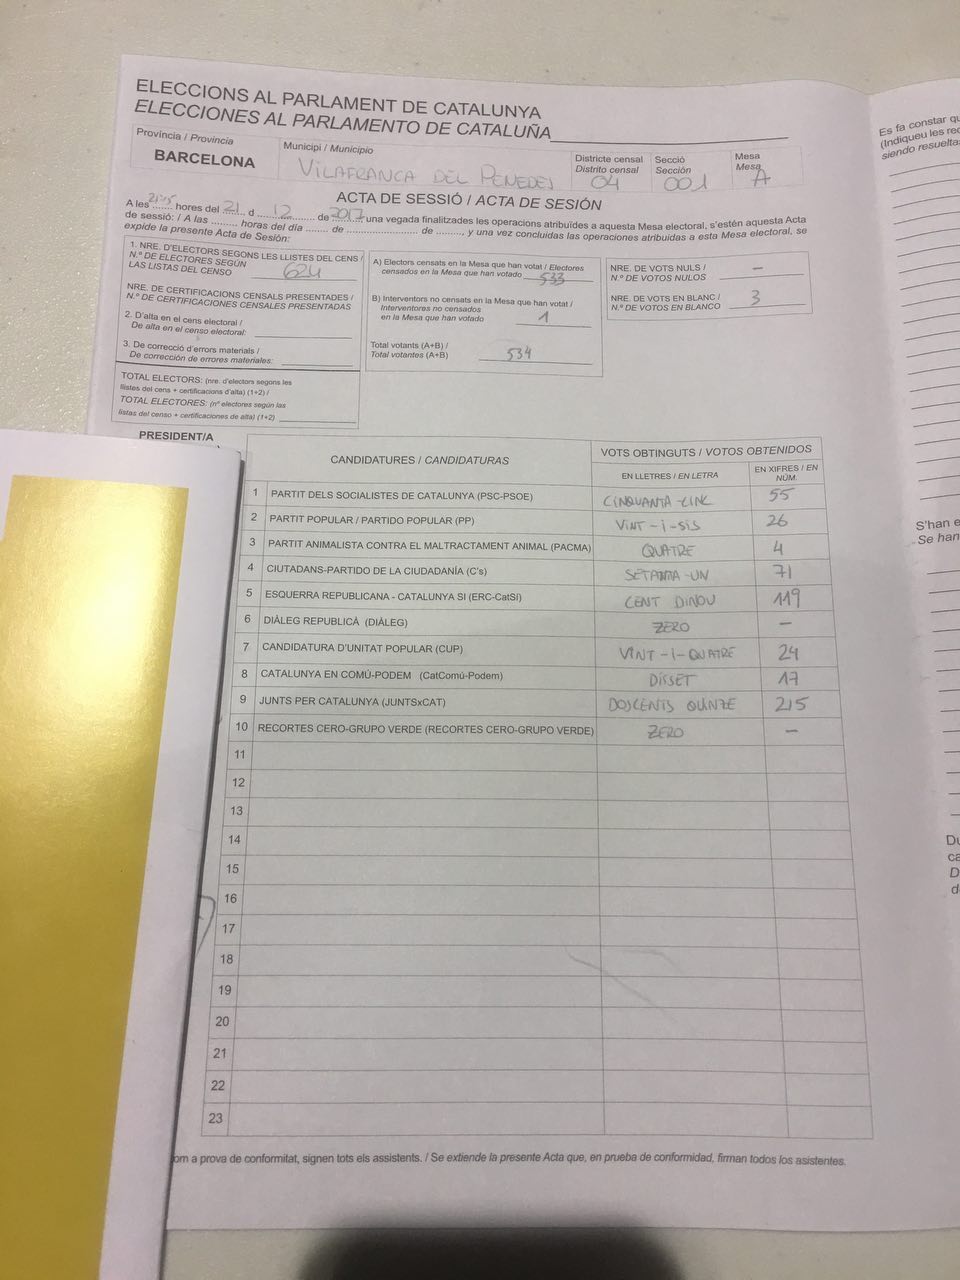 ELECCIONS AL PARLAMENT DE CATALUNYA
ELECCIONES AL PARLAMENTO DE CATALUÑA
Província / Provincia
BARCELONA
Municipi / Municipio
VILAFRANCA DEL PENEDES
Districte censal
Distrito censal
04
Secció
Sección
001
Mesa
Mesa
A
ACTA DE SESSIÓ / ACTA DE SESIÓN
A les ........ hores del 21 d 12 de 2017 una vegada finalitzades les operacions atribuïdes a aquesta Mesa electoral, s'estén aquesta Acta
de sessió: / A las ......... horas del día ....... de ...................... de ......., y una vez concluidas las operaciones atribuidas a esta Mesa electoral, se
expide la presente Acta de Sesión:
1. NRE. D'ELECTORS SEGONS LES LLISTES DEL CENS /
N.º DE ELECTORES SEGÚN
LAS LISTAS DEL CENSO 624
NRE. DE CERTIFICACIONS CENSALS PRESENTADES /
N.º DE CERTIFICACIONES CENSALES PRESENTADAS
2. D'alta en el cens electoral /
De alta en el censo electoral:
3. De correcció d'errors materials /
De corrección de errores materiales:
TOTAL ELECTORS: (nre. d'electors segons les
llistes del cens + certificacions d'alta) (1+2) /
TOTAL ELECTORES: (nº electores según las
listas del censo + certificaciones de alta) (1+2)
A) Electors censats en la Mesa que han votat / Electores
censados en la Mesa que han votado 533
B) Interventors no censats en la Mesa que han votat /
Interventores no censados
en la Mesa que han votado 1
Total votants (A+B) /
Total votantes (A+B) 534
NRE. DE VOTS NULS /
N.º DE VOTOS NULOS —
NRE. DE VOTS EN BLANC /
N.º DE VOTOS EN BLANCO 3
PRESIDENT/A
CANDIDATURES / CANDIDATURAS
VOTS OBTINGUTS / VOTOS OBTENIDOS
EN LLETRES / EN LETRA
EN XIFRES / EN NÚM.
1 PARTIT DELS SOCIALISTES DE CATALUNYA (PSC-PSOE) CINQUANTA-CINC 55
2 PARTIT POPULAR / PARTIDO POPULAR (PP) VINT-I-SIS 26
3 PARTIT ANIMALISTA CONTRA EL MALTRACTAMENT ANIMAL (PACMA) QUATRE 4
4 CIUTADANS-PARTIDO DE LA CIUDADANÍA (C's) SETANTA-UN 71
5 ESQUERRA REPUBLICANA - CATALUNYA SÍ (ERC-CatSí) CENT DINOU 119
6 DIÀLEG REPUBLICÀ (DIÀLEG) ZERO —
7 CANDIDATURA D'UNITAT POPULAR (CUP) VINT-I-QUATRE 24
8 CATALUNYA EN COMÚ-PODEM (CatComú-Podem) DISSET 17
9 JUNTS PER CATALUNYA (JUNTSxCAT) DOSCENTS QUINZE 215
10 RECORTES CERO-GRUPO VERDE (RECORTES CERO-GRUPO VERDE) ZERO —
11
12
13
14
15
16
17
18
19
20
21
22
23
om a prova de conformitat, signen tots els assistents. / Se extiende la presente Acta que, en prueba de conformidad, firman todos los asistentes.
Es fa constar qu
(Indiqueu les rec
siendo resuelta
S'han e
Se han
Du
ca
D
d